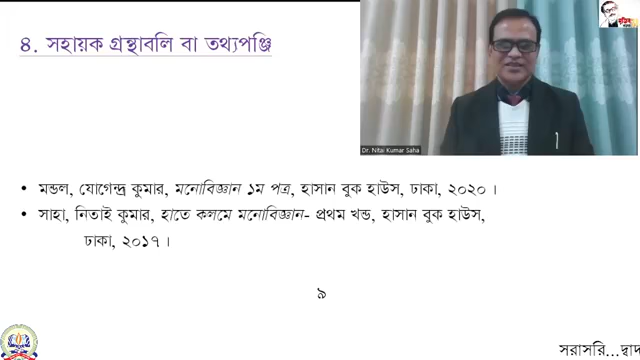 ৪. সহায়ক গ্রন্থাবলি বা তথ্যপঞ্জি
Dr. Nitai Kumar Saha
• মন্ডল, যোগেন্দ্র কুমার, মনোবিজ্ঞান ১ম পত্র, হাসান বুক হাউস, ঢাকা, ২০২০ ।
• সাহা, নিতাই কুমার, হাতে কলমে মনোবিজ্ঞান- প্রথম খন্ড, হাসান বুক হাউস,
ঢাকা, ২০১৭ ।
৯
সরাসরি...দ্বাদ